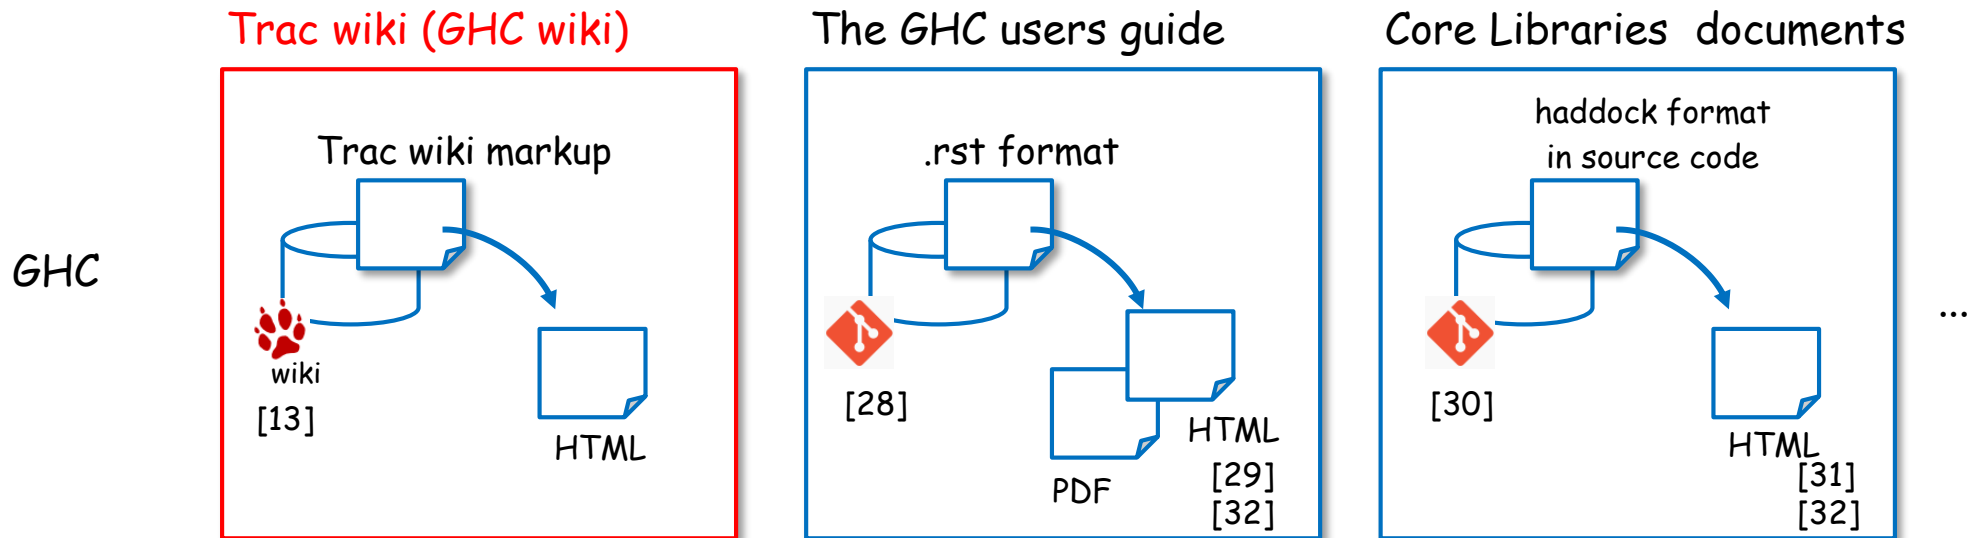 Trac wiki (GHC wiki)
The GHC users guide
Core Libraries documents
GHC
Trac wiki markup
wiki
[13]
HTML
.rst format
[28]
PDF
HTML
[29]
[32]
haddock format
in source code
[30]
HTML
[31]
[32]
...